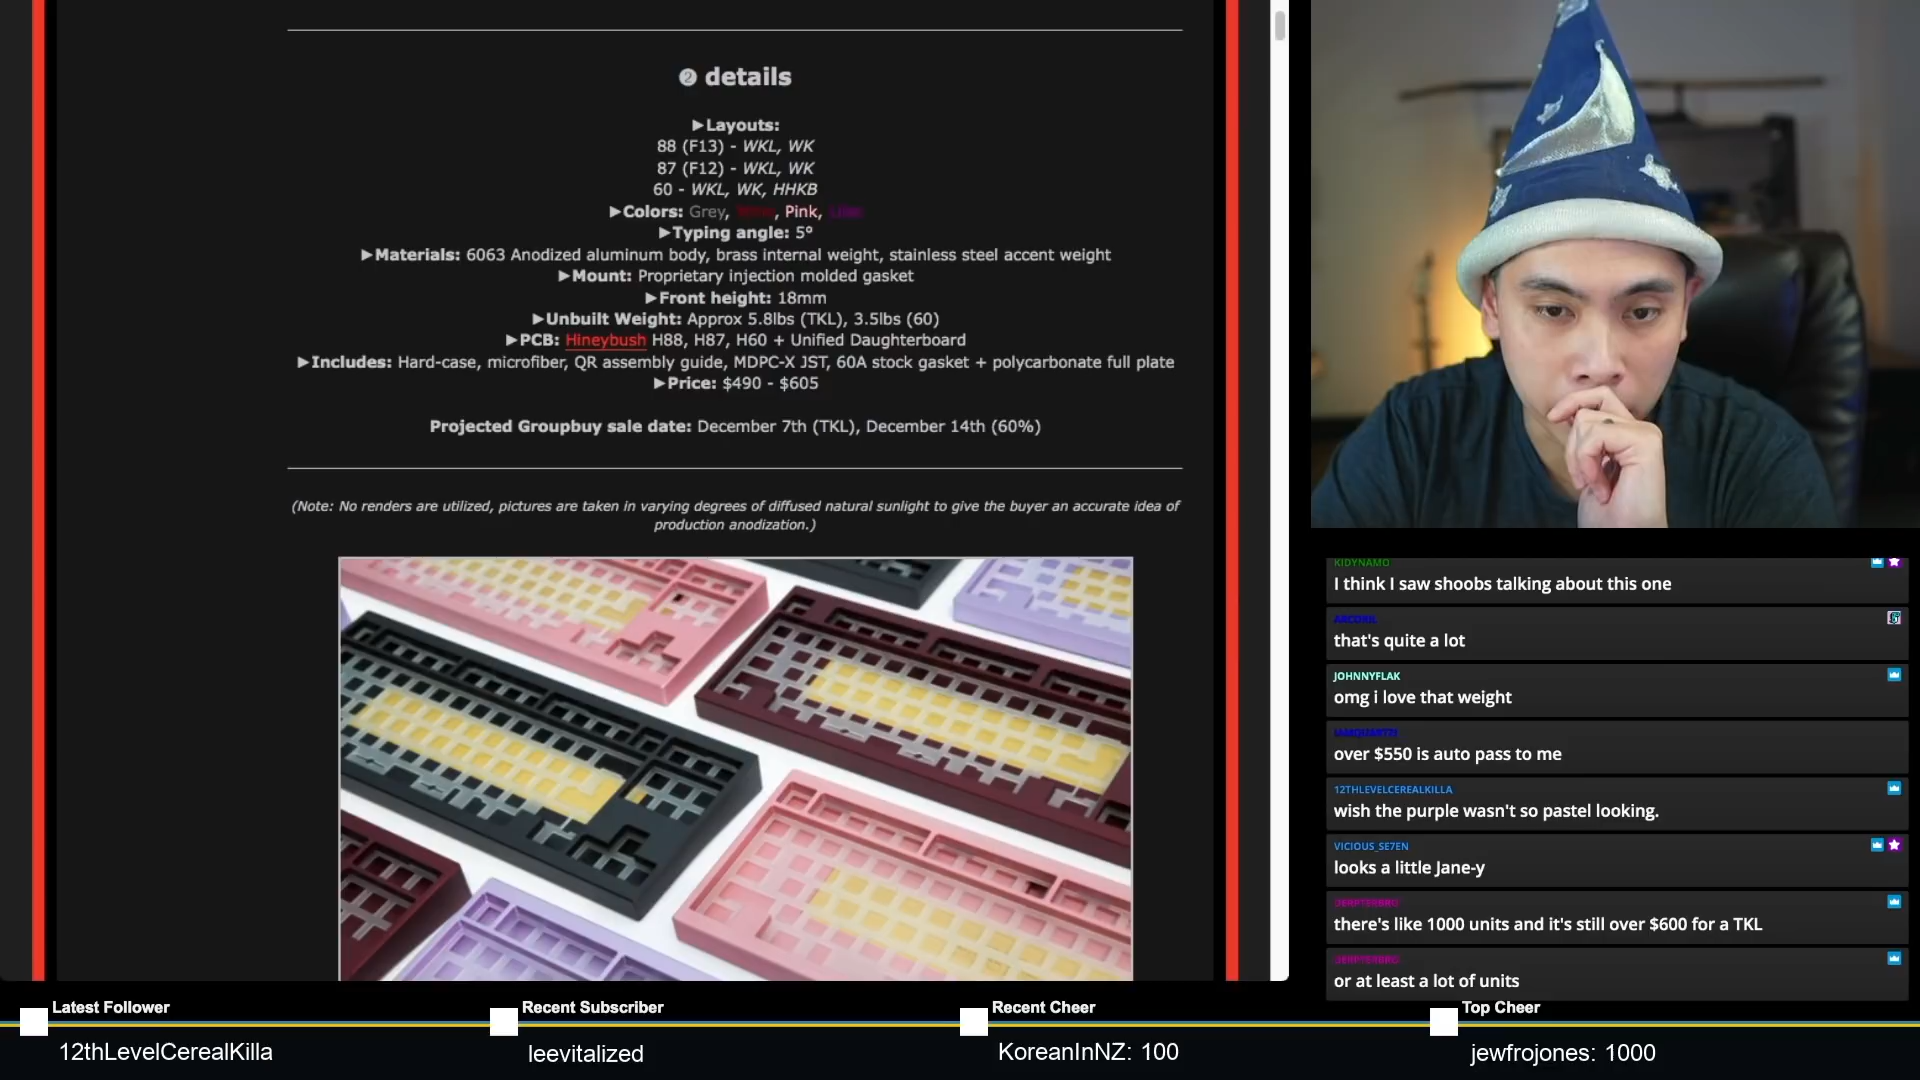 ❷ details
►Layouts:
88 (F13) - WKL, WK
87 (F12) - WKL, WK
60 - WKL, WK, HHKB
►Colors: Grey, Wine, Pink, Lilac
►Typing angle: 5°
►Materials: 6063 Anodized aluminum body, brass internal weight, stainless steel accent weight
►Mount: Proprietary injection molded gasket
►Front height: 18mm
►Unbuilt Weight: Approx 5.8lbs (TKL), 3.5lbs (60)
►PCB: Hineybush H88, H87, H60 + Unified Daughterboard
►Includes: Hard-case, microfiber, QR assembly guide, MDPC-X JST, 60A stock gasket + polycarbonate full plate
►Price: $490 - $605
Projected Groupbuy sale date: December 7th (TKL), December 14th (60%)
(Note: No renders are utilized, pictures are taken in varying degrees of diffused natural sunlight to give the buyer an accurate idea of
production anodization.)
KIDYNAMO
I think I saw shoobs talking about this one
that's quite a lot
JOHNNYFLAK
omg i love that weight
over $550 is auto pass to me
12THLEVELCEREALKILLA
wish the purple wasn't so pastel looking.
VICIOUS_SE7EN
looks a little Jane-y
DERPTERBRO
there's like 1000 units and it's still over $600 for a TKL
DERPTERBRO
or at least a lot of units
Latest Follower
12thLevelCerealKilla
Recent Subscriber
leevitalized
Recent Cheer
KoreanInNZ: 100
Top Cheer
jewfrojones: 1000